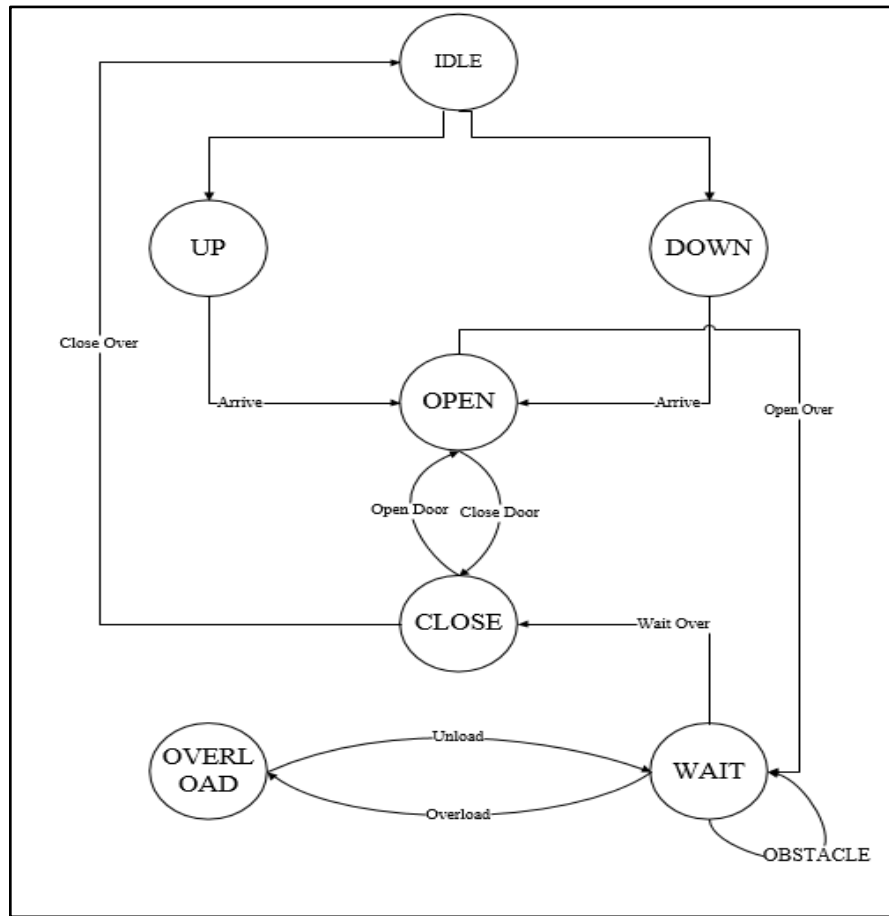 IDLE
UP
DOWN
Close Over
Arrive
OPEN
Arrive
Open Over
Open Door
Close Door
CLOSE
Wait Over
OVERL
OAD
Unload
WAIT
Overload
OBSTACLE